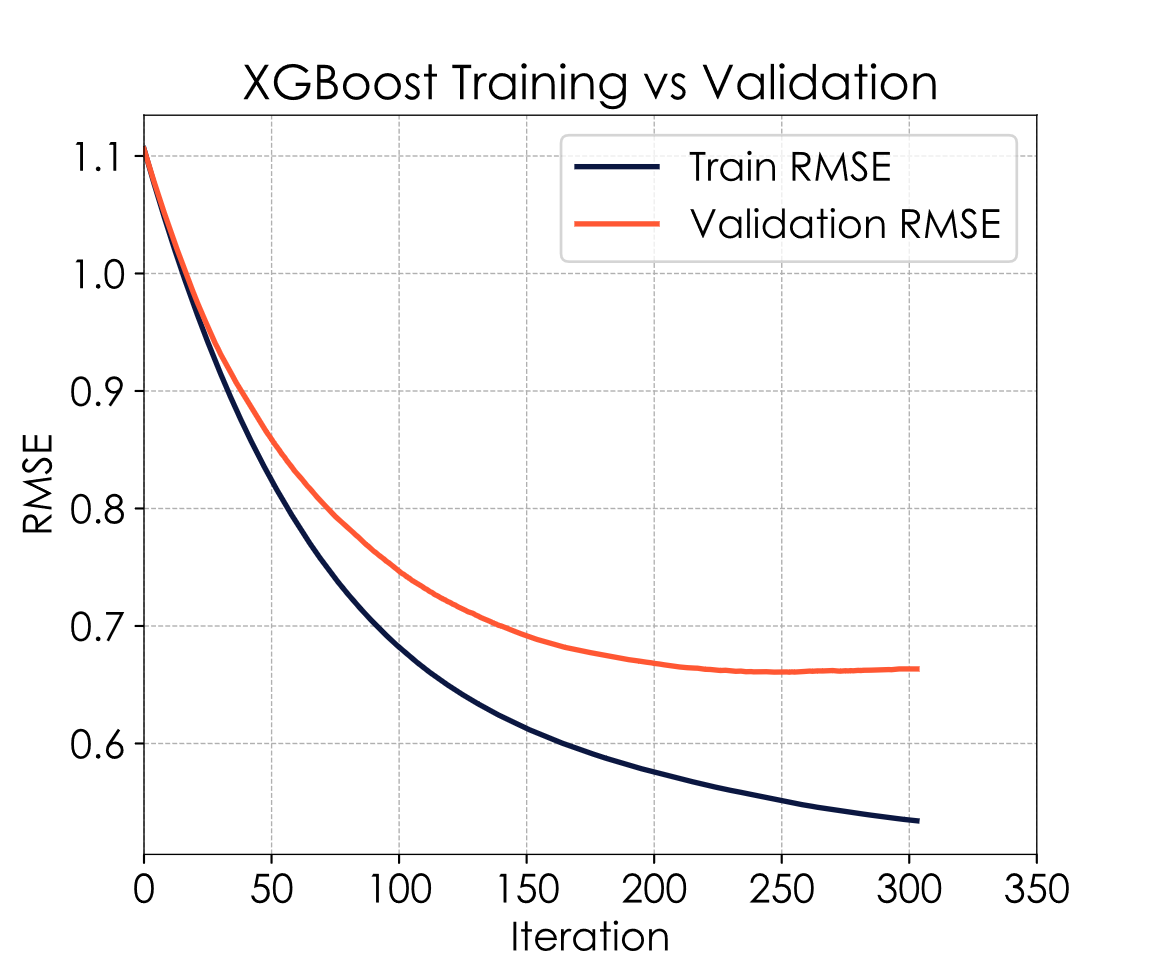 XGBoost Training vs Validation
Train RMSE
Validation RMSE
1.1
1.0
0.9
0.8
0.7
0.6
RMSE
0 50 100 150 200 250 300 350
Iteration